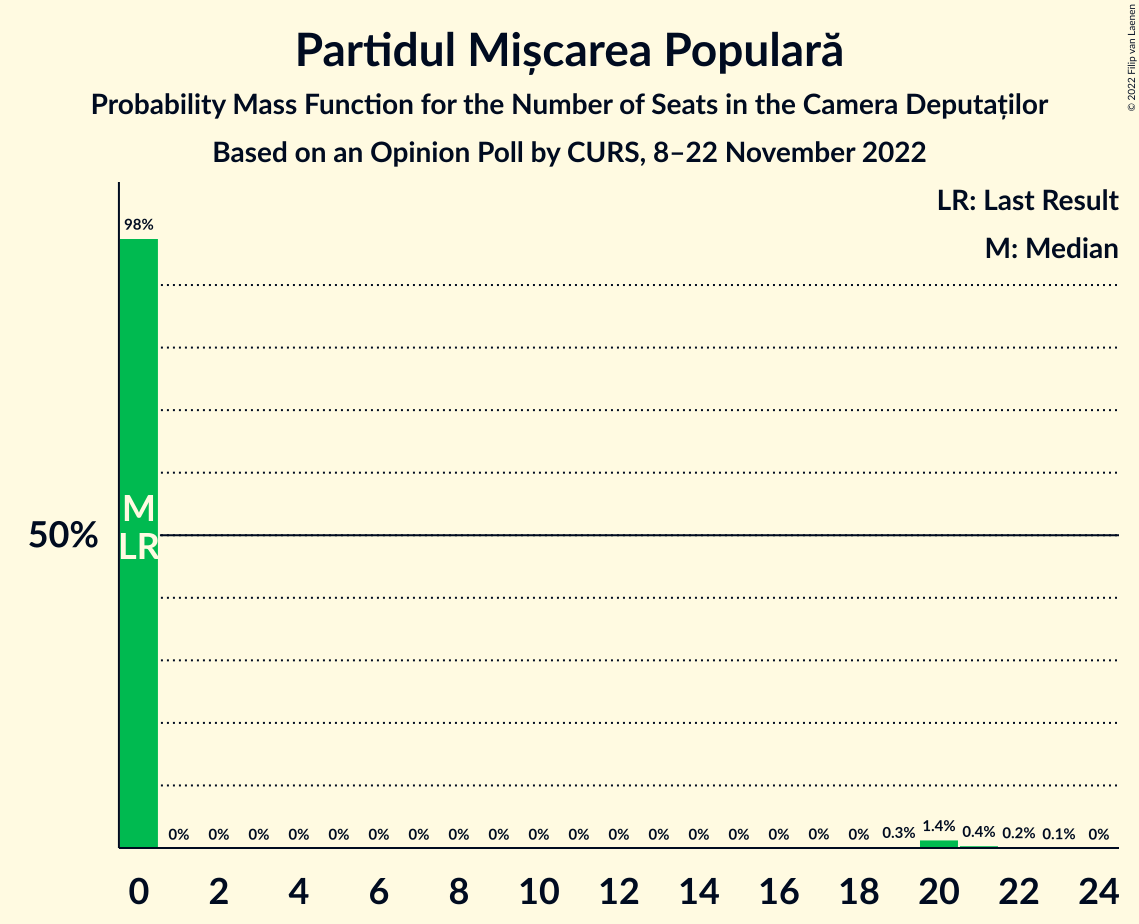 Partidul Mișcarea Populară
Probability Mass Function for the Number of Seats in the Camera Deputaților
Based on an Opinion Poll by CURS, 8–22 November 2022
© 2022 Filip van Laenen
LR: Last Result
M: Median
98%
M
50%
LR
0% 0% 0% 0% 0% 0% 0% 0% 0% 0% 0% 0% 0% 0% 0% 0% 0% 0% 0.3% 1.4% 0.4% 0.2% 0.1% 0%
0 2 4 6 8 10 12 14 16 18 20 22 24